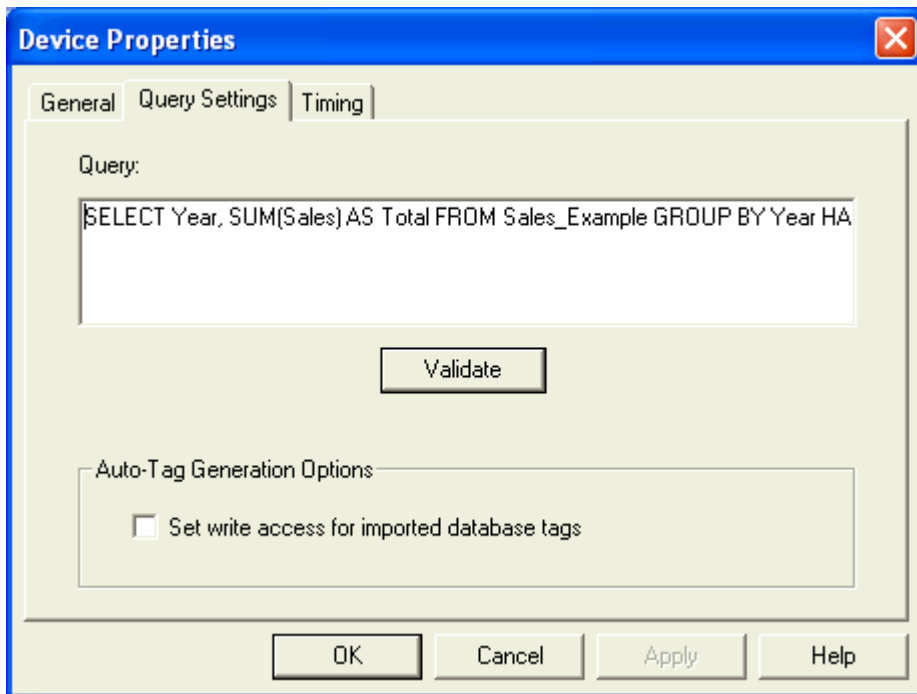 Device Properties
General Query Settings Timing
Query:
SELECT Year, SUM(Sales) AS Total FROM Sales_Example GROUP BY Year HA
Validate
Auto-Tag Generation Options
Set write access for imported database tags
OK Cancel Apply Help